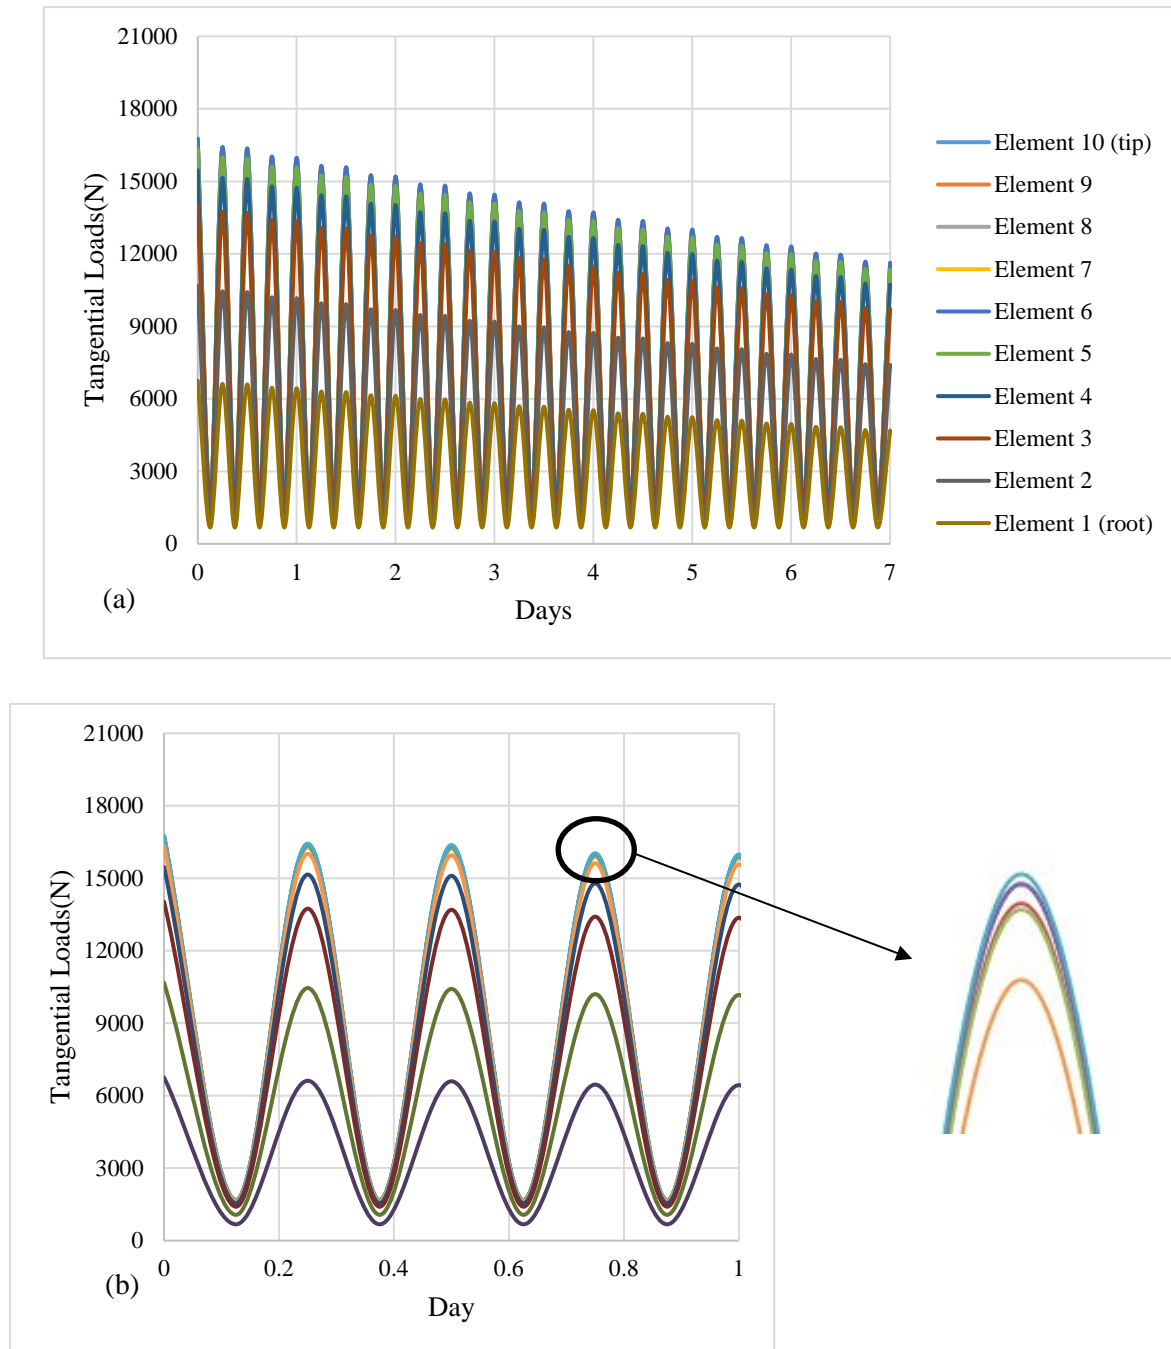 21000
18000
15000
12000
9000
6000
3000
0
Tangential Loads(N)
0 1 2 3 4 5 6 7
Days
(a)
Element 10 (tip)
Element 9
Element 8
Element 7
Element 6
Element 5
Element 4
Element 3
Element 2
Element 1 (root)
21000
18000
15000
12000
9000
6000
3000
0
Tangential Loads(N)
0 0.2 0.4 0.6 0.8 1
Day
(b)